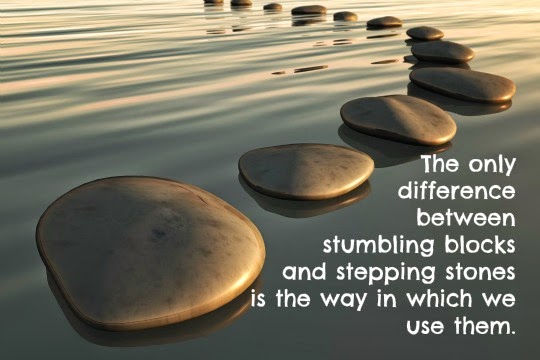 The only
difference
between
stumbling blocks
and stepping stones
is the way in which we
use them.